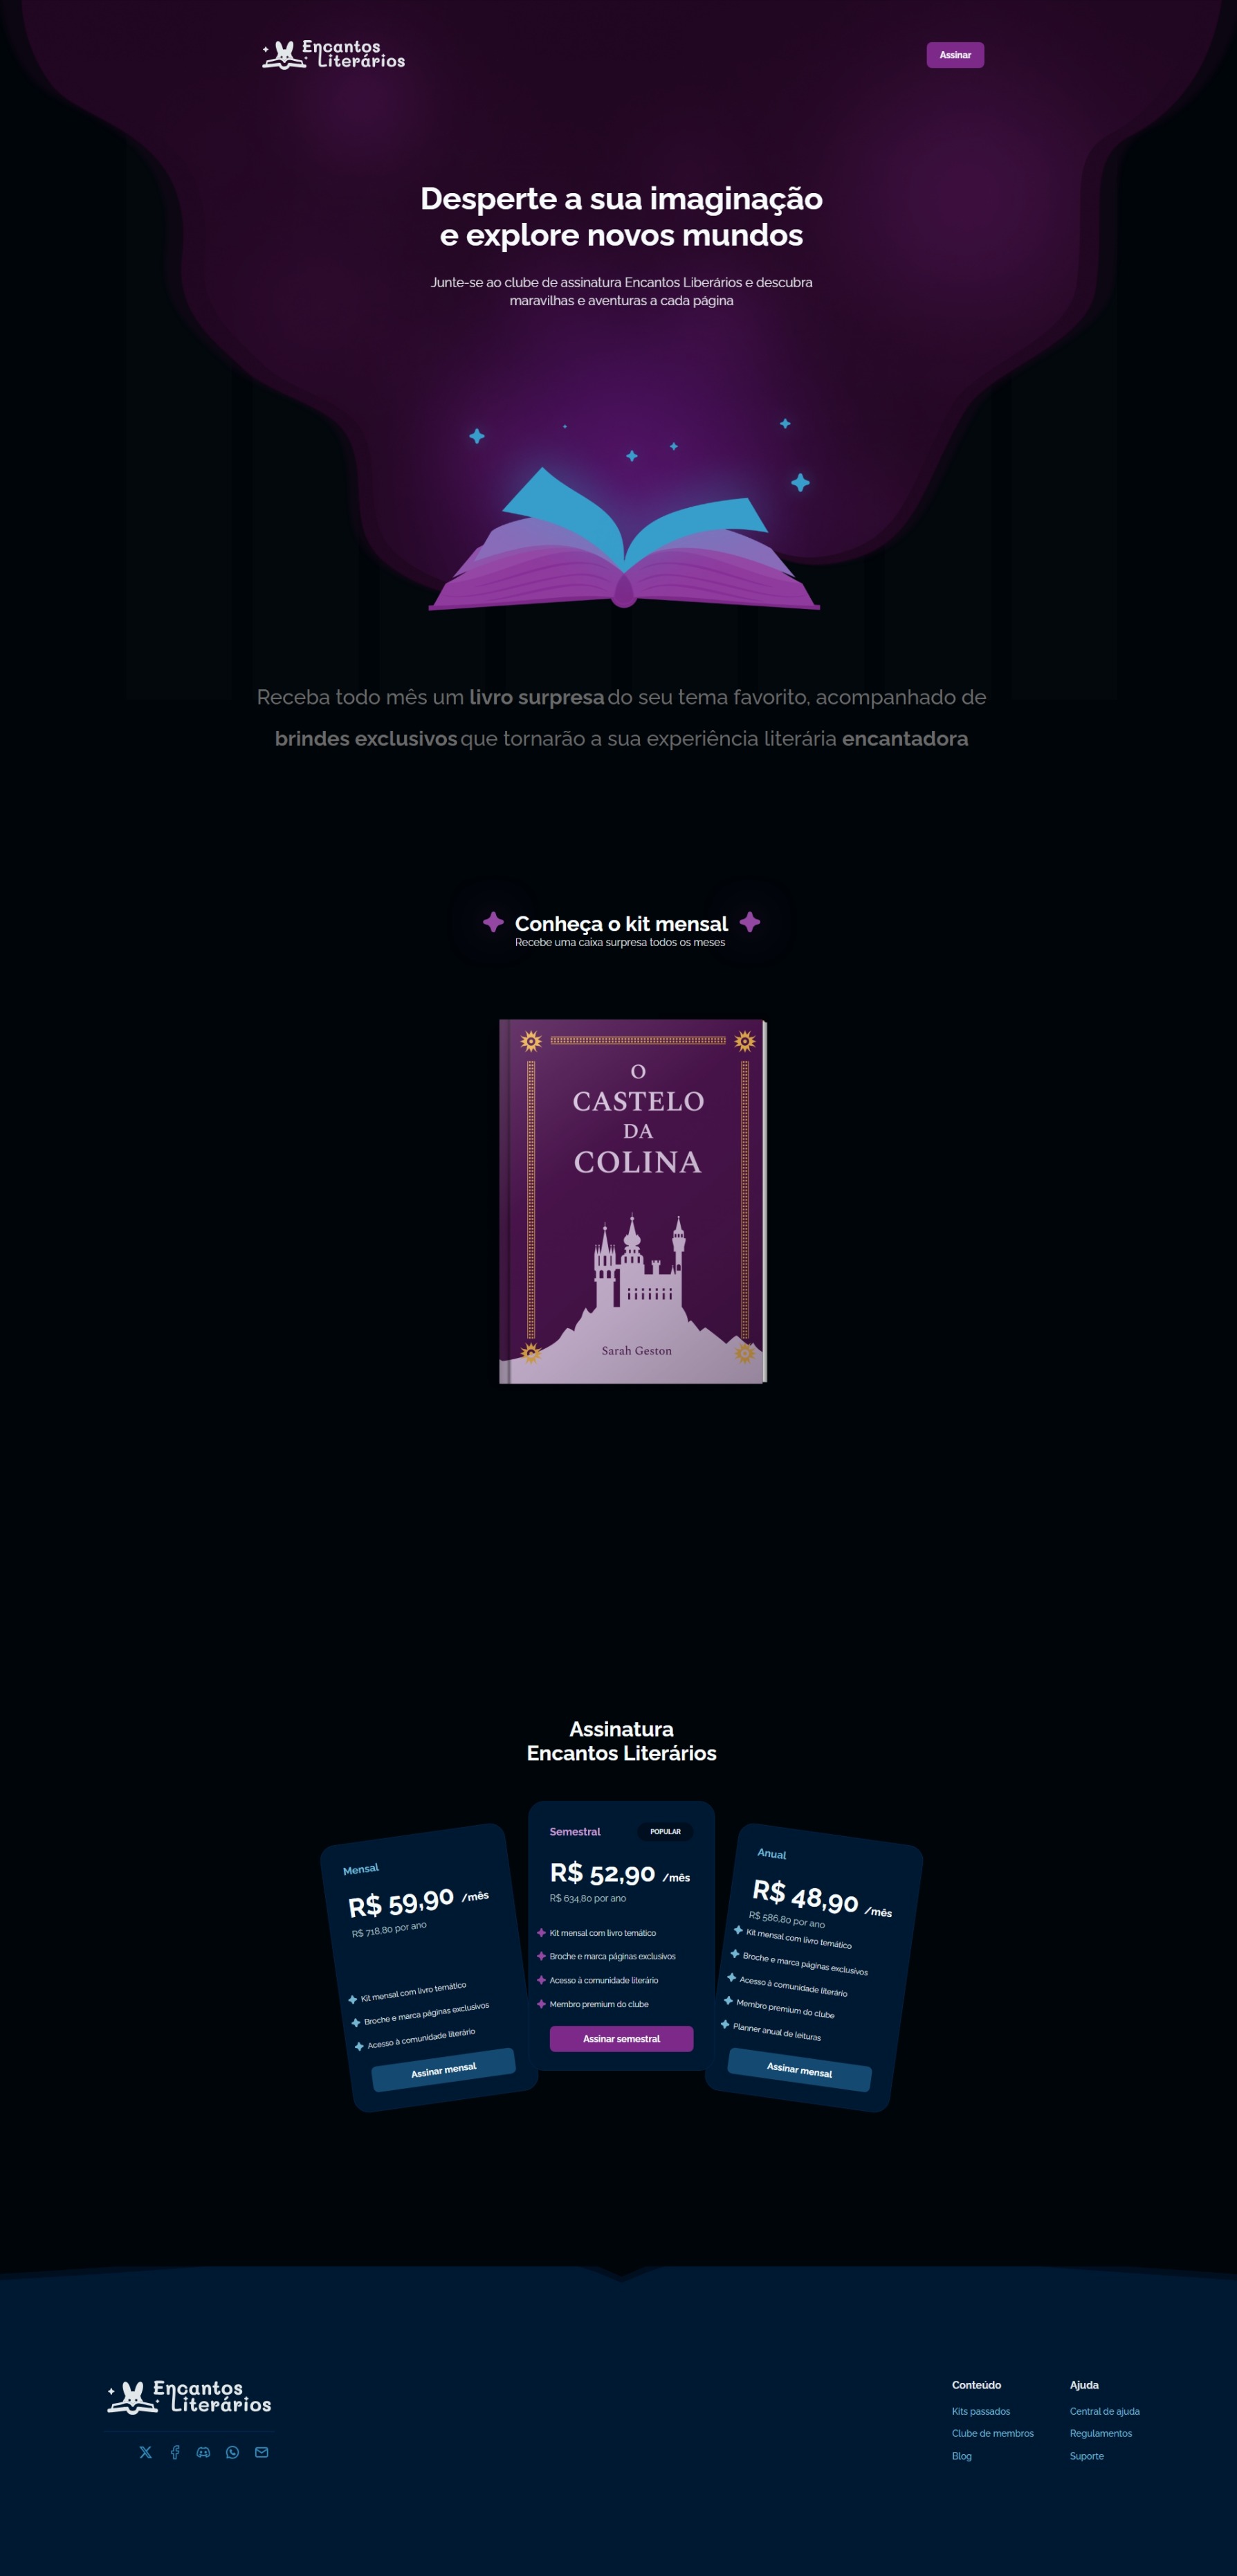 Encantos
Literários
Assinar
Desperte a sua imaginação
e explore novos mundos
Junte-se ao clube de assinatura Encantos Liberários e descubra
maravilhas e aventuras a cada página
Receba todo mês um livro surpresa do seu tema favorito, acompanhado de
brindes exclusivos que tornarão a sua experiência literária encantadora
Conheça o kit mensal
Recebe uma caixa surpresa todos os meses
O
CASTELO
DA
COLINA
Sarah Geston
Assinatura
Encantos Literários
Mensal
R$ 59,90 /mês
R$ 718,80 por ano
Kit mensal com livro temático
Broche e marca páginas exclusivos
Acesso à comunidade literário
Assinar mensal
Semestral
POPULAR
R$ 52,90 /mês
R$ 634,80 por ano
Kit mensal com livro temático
Broche e marca páginas exclusivos
Acesso à comunidade literário
Membro premium do clube
Assinar semestral
Anual
R$ 48,90 /mês
R$ 586,80 por ano
Kit mensal com livro temático
Broche e marca páginas exclusivos
Acesso à comunidade literário
Membro premium do clube
Planner anual de leituras
Assinar mensal
Encantos
Literários
Conteúdo
Kits passados
Clube de membros
Blog
Ajuda
Central de ajuda
Regulamentos
Suporte